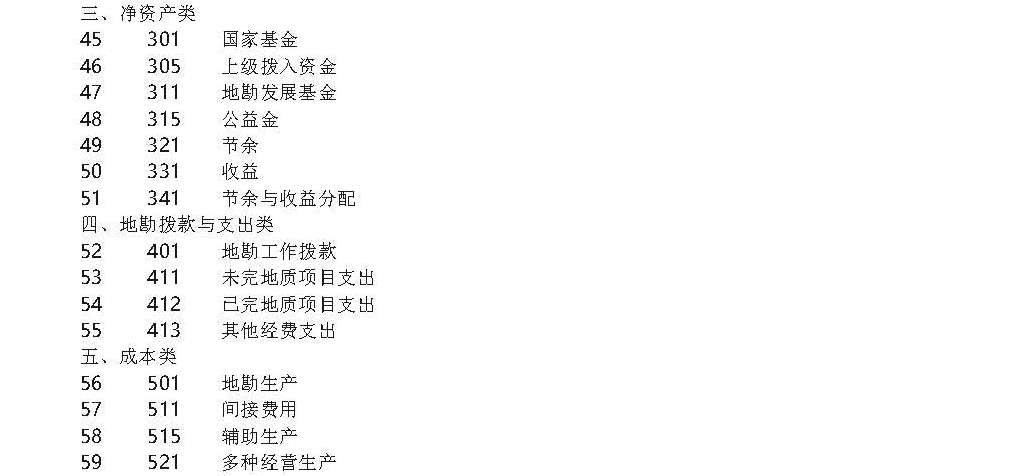 三、净资产类
45 301 国家基金
46 305 上级拨入资金
47 311 地勘发展基金
48 315 公益金
49 321 节余
50 331 收益
51 341 节余与收益分配
四、地勘拨款与支出类
52 401 地勘工作拨款
53 411 未完地质项目支出
54 412 已完地质项目支出
55 413 其他经费支出
五、成本类
56 501 地勘生产
57 511 间接费用
58 515 辅助生产
59 521 多种经营生产